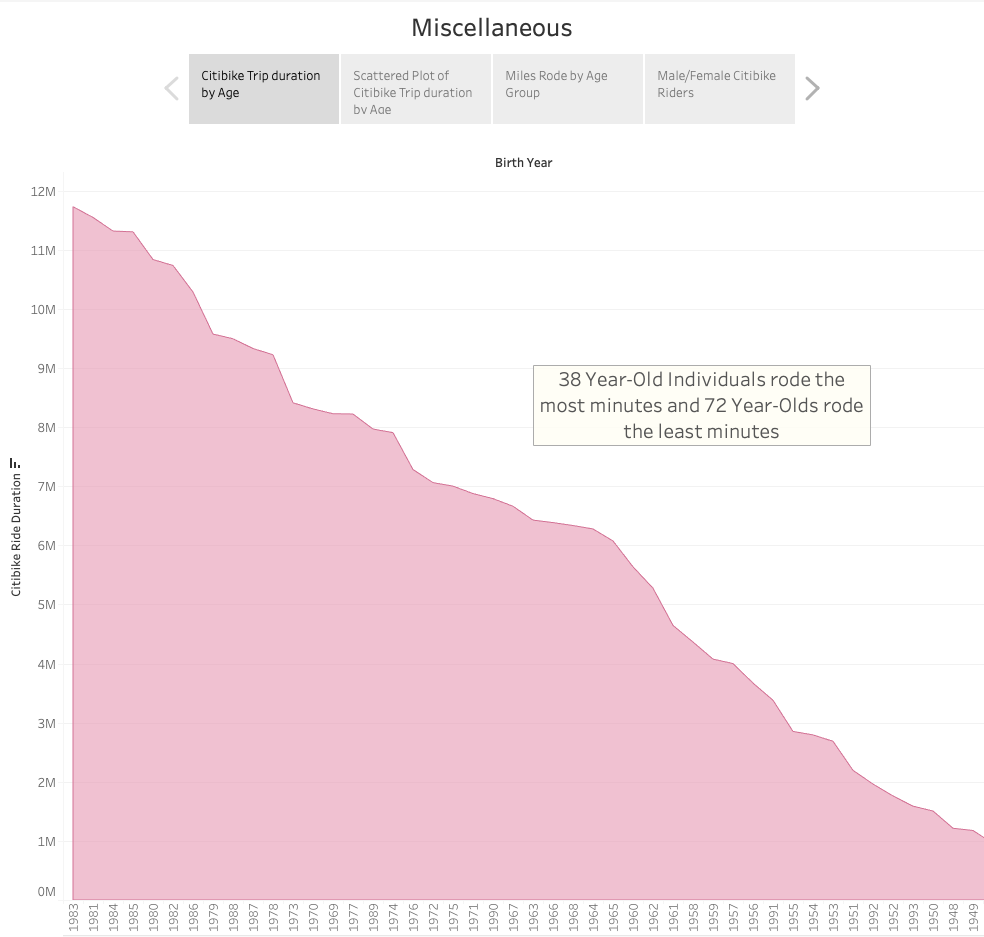 Miscellaneous
Citibike Trip duration
by Age
Scattered Plot of
Citibike Trip duration
by Age
Miles Rode by Age
Group
Male/Female Citibike
Riders
Birth Year
12M
11M
10M
9M
8M
7M
6M
5M
4M
3M
2M
1M
0M
Citibike Ride Duration
38 Year-Old Individuals rode the
most minutes and 72 Year-Olds rode
the least minutes
1983
1981
1984
1985
1980
1982
1986
1979
1988
1987
1978
1973
1970
1969
1977
1989
1974
1976
1972
1975
1971
1990
1967
1963
1966
1968
1964
1965
1960
1962
1961
1958
1959
1957
1956
1991
1955
1954
1953
1951
1992
1952
1993
1950
1948
1949